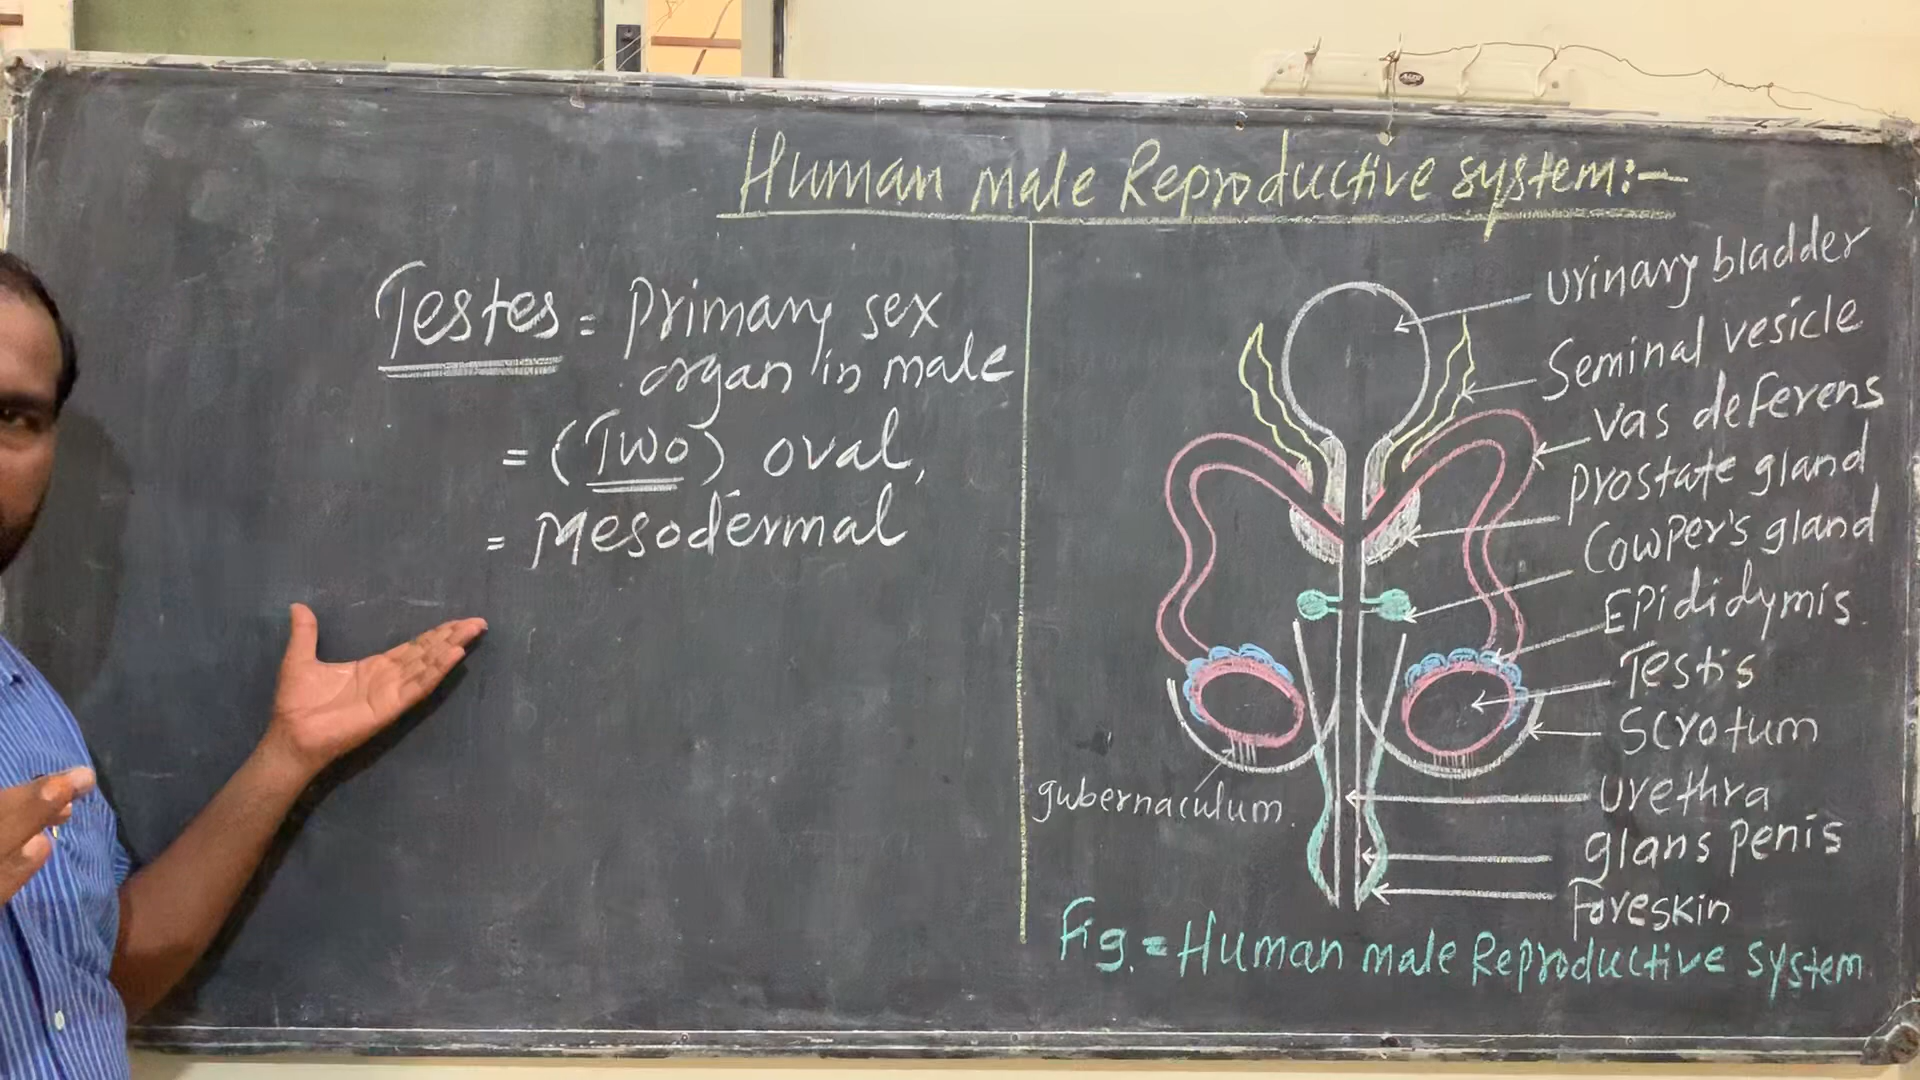 Human male Reproductive system:-
Testes = Primary sex
organ in male
= (Two) oval,
= Mesodermal
urinary bladder
Seminal vesicle
Vas deferens
Prostate gland
Cowper's gland
Epididymis
Testis
Scrotum
gubernaculum.
urethra
glans penis
Foreskin
Fig. = Human male Reproductive system